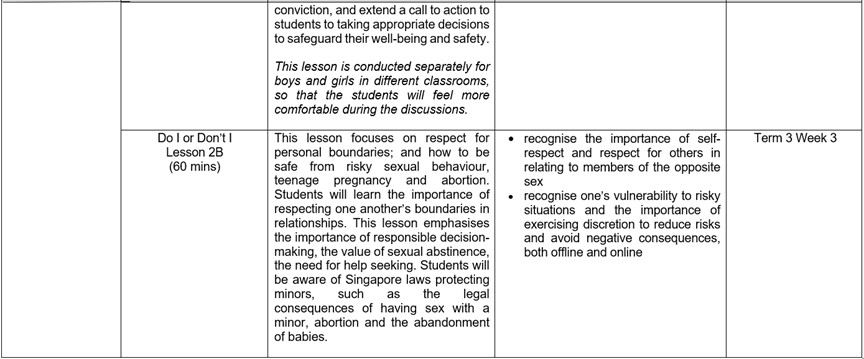 conviction, and extend a call to action to
students to taking appropriate decisions
to safeguard their well-being and safety.
This lesson is conducted separately for
boys and girls in different classrooms,
so that the students will feel more
comfortable during the discussions.
Do I or Don't I
Lesson 2B
(60 mins)
This lesson focuses on respect for
personal boundaries; and how to be
safe from risky sexual behaviour,
teenage pregnancy and abortion.
Students will learn the importance of
respecting one another's boundaries in
relationships. This lesson emphasises
the importance of responsible decision-
making, the value of sexual abstinence,
the need for help seeking. Students will
be aware of Singapore laws protecting
minors, such as the legal
consequences of having sex with a
minor, abortion and the abandonment
of babies.
• recognise the importance of self-
respect and respect for others in
relating to members of the opposite
sex
• recognise one's vulnerability to risky
situations and the importance of
exercising discretion to reduce risks
and avoid negative consequences,
both offline and online
Term 3 Week 3